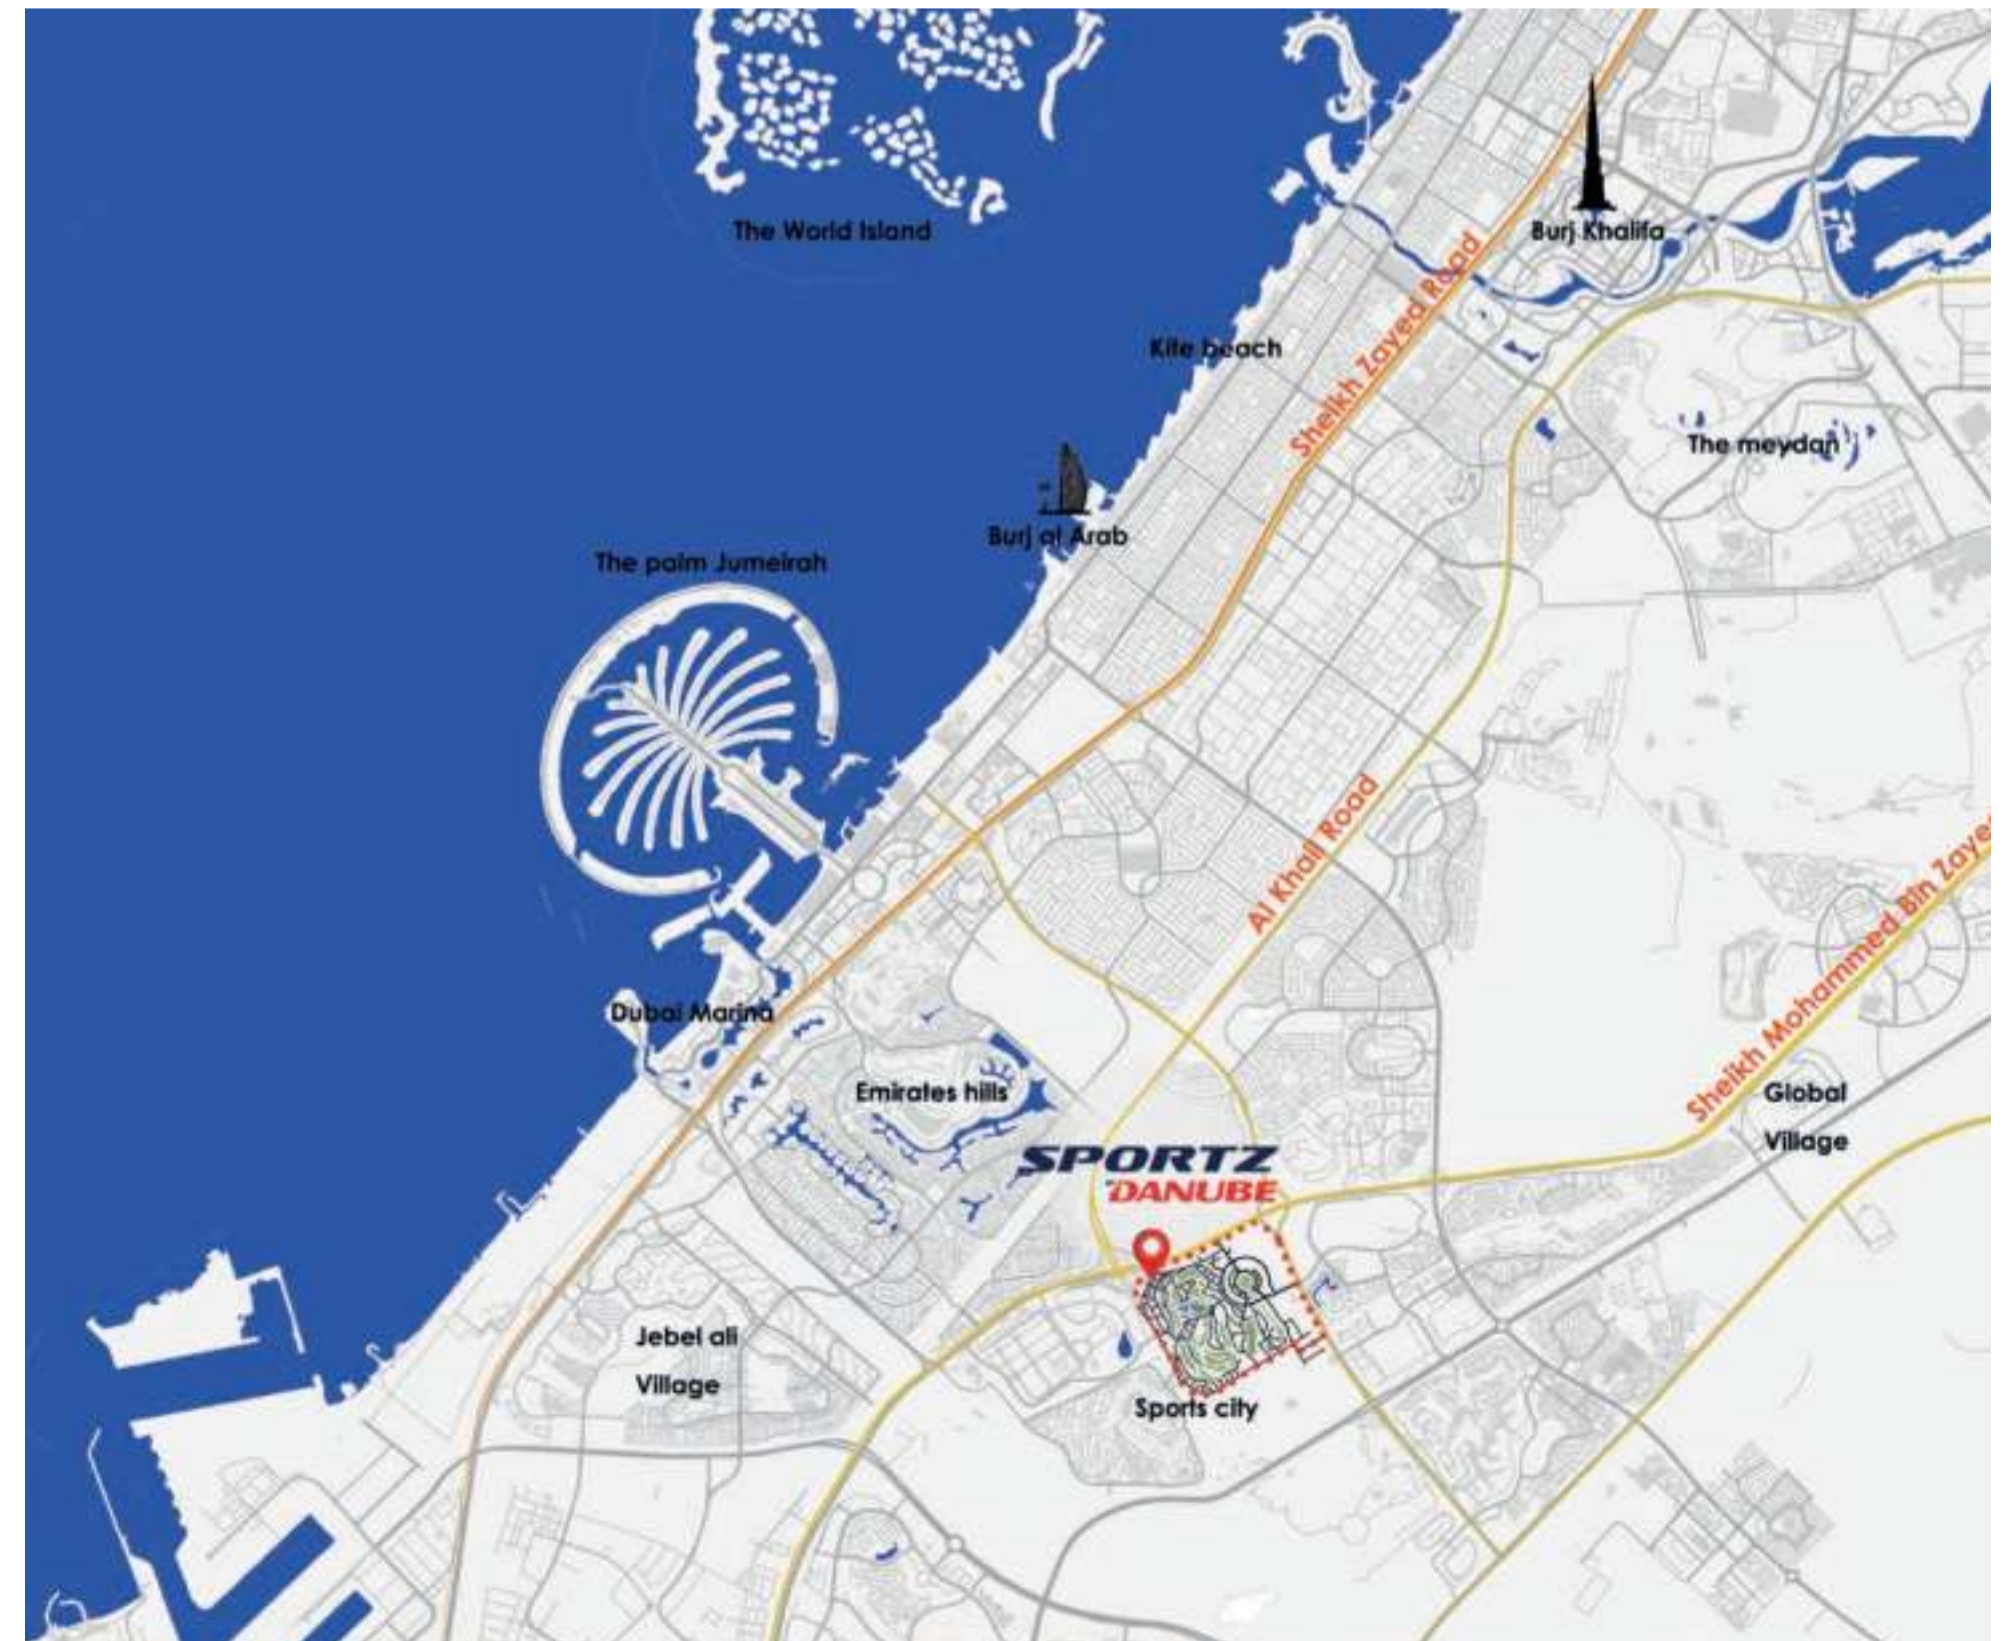 The World Island
Burj Khalifa
Sheikh Zayed Road
Kite beach
The meydan
Burj al Arab
The palm Jumeirah
Al Khail Road
Sheikh Mohammed Bin Zayed
Dubai Marina
Emirates hills
Global
Village
SPORTZ
BY DANUBE
Jebel ali
Village
Sports city